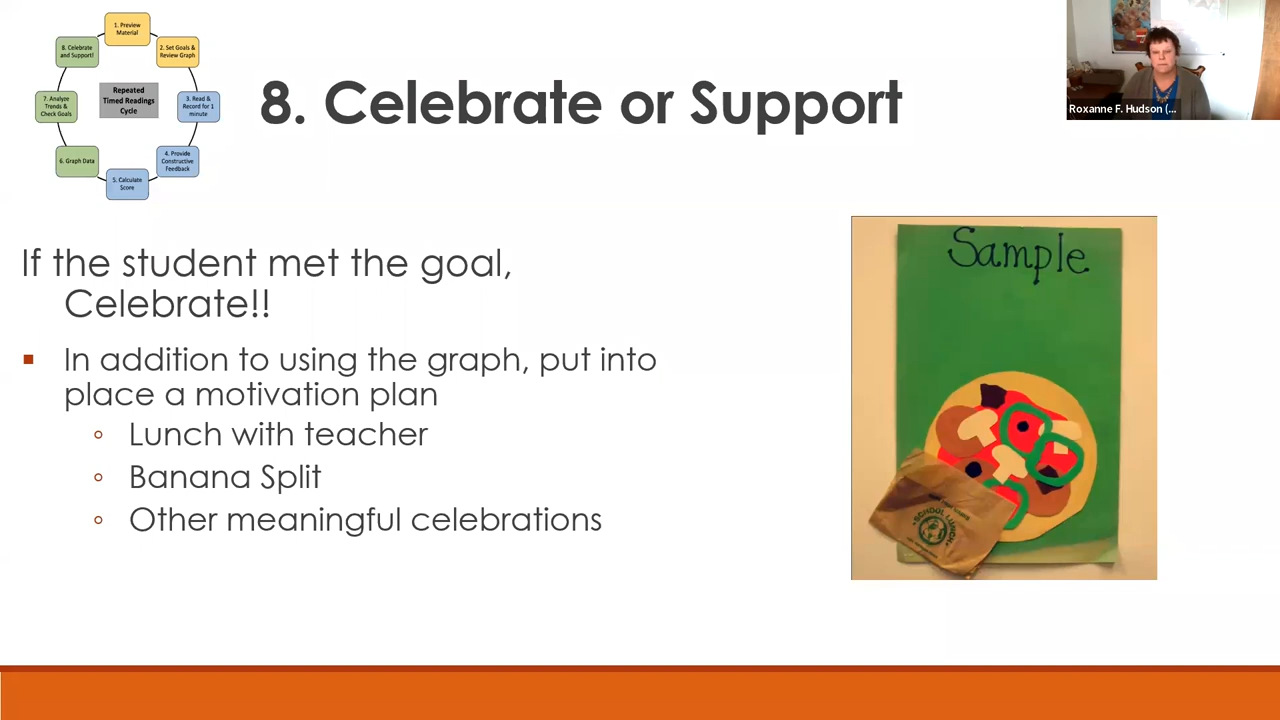 1. Preview
Material
8. Celebrate
and Support!
2. Set Goals &
Review Graph
Repeated
Timed Readings
Cycle
7. Analyze
Trends &
Check Goals
3. Read &
Record for 1
minute
6. Graph Data
4. Provide
Constructive
Feedback
5. Calculate
Score
8. Celebrate or Support
Roxanne F. Hudson (...
If the student met the goal,
Celebrate!!
In addition to using the graph, put into
place a motivation plan
Lunch with teacher
Banana Split
Other meaningful celebrations
Sample
SCHOOL LUNCH